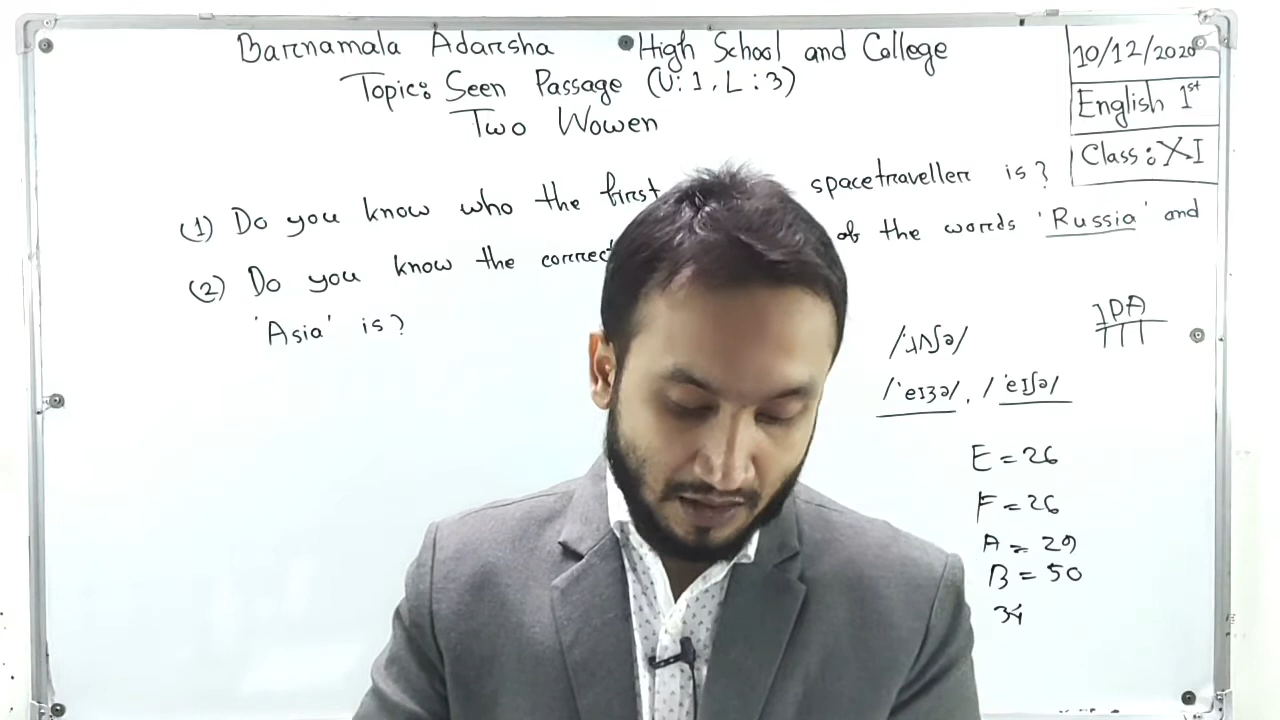 Barnamala Adarsha High School and College
Topic: Seen Passage (U: 1, L: 3)
Two Wowen
10/12/2020
English 1st
Class: XI
(1) Do you know who the first spacetraveller is?
(2) Do you know the correct of the words 'Russia' and
'Asia' is?
IPA
/ˈɹʌʃə/
/ˈeɪʒə/, /ˈeɪʃə/
E = 26
F = 26
A = 29
B = 50